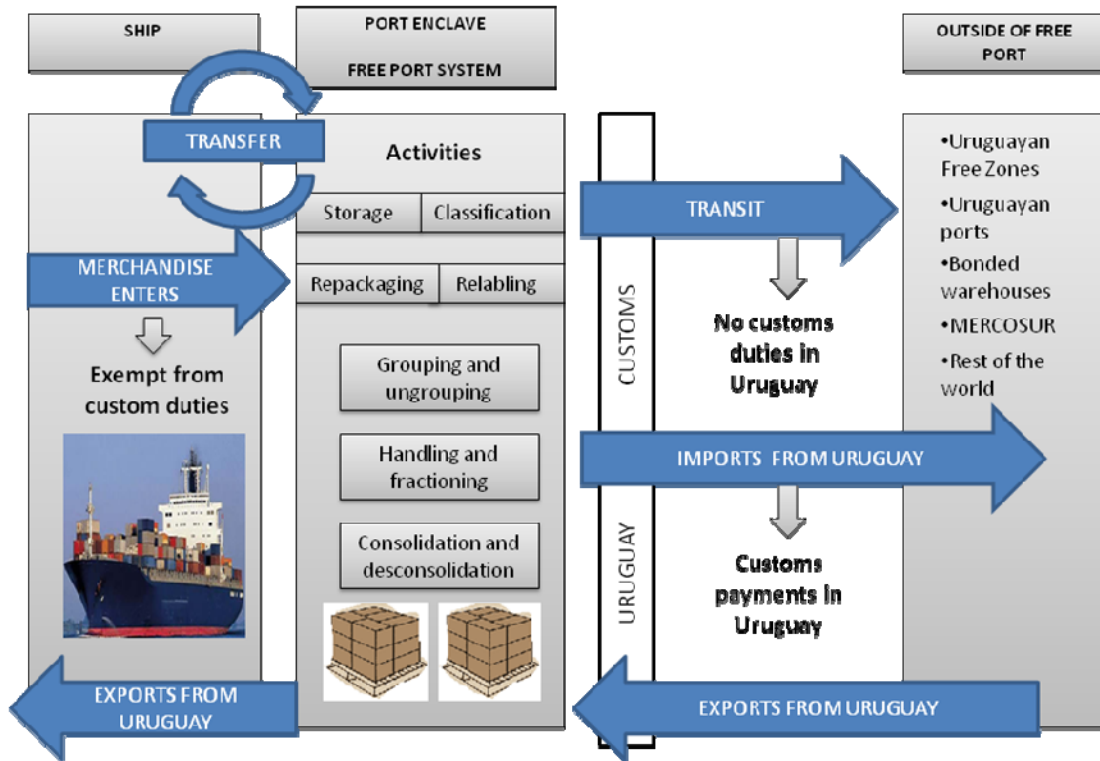 SHIP
PORT ENCLAVE
FREE PORT SYSTEM
OUTSIDE OF FREE
PORT
TRANSFER
Activities
Storage
Classification
MERCHANDISE
ENTERS
Repackaging
Relabling
Exempt from
custom duties
Grouping and
ungrouping
Handling and
fractioning
Consolidation and
desconsolidation
EXPORTS FROM
URUGUAY
URUGUAY CUSTOMS
TRANSIT
No customs
duties in
Uruguay
IMPORTS FROM URUGUAY
Customs
payments in
Uruguay
EXPORTS FROM URUGUAY
•Uruguayan
Free Zones
•Uruguayan
ports
•Bonded
warehouses
•MERCOSUR
•Rest of the
world